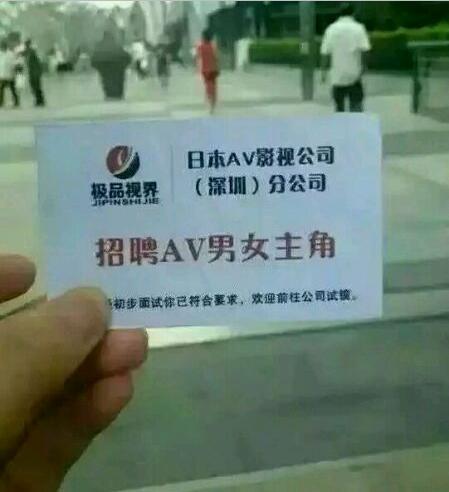 极品视界
JIPINSHIJIE
日本AV影视公司
(深圳)分公司
招聘AV男女主角
初步面试你已符合要求,欢迎前往公司试镜。